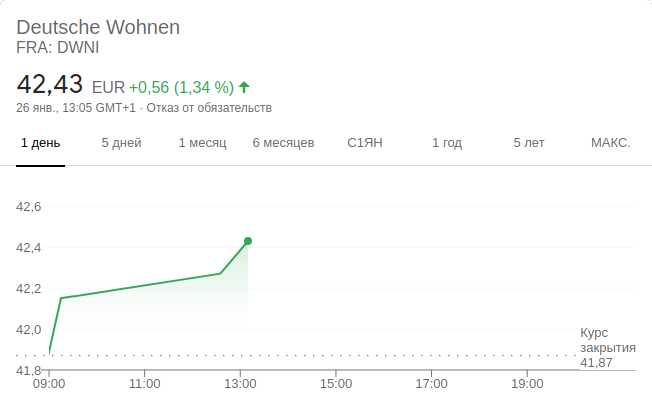 Deutsche Wohnen
FRA: DWNI
42,43 EUR +0,56 (1,34 %)
26 янв., 13:05 GMT+1 · Отказ от обязательств
1 день 5 дней 1 месяц 6 месяцев С1ЯН 1 год 5 лет МАКС.
42,6
42,4
42,2
42,0
41,8
Курс
закрытия
41,87
09:00 11:00 13:00 15:00 17:00 19:00